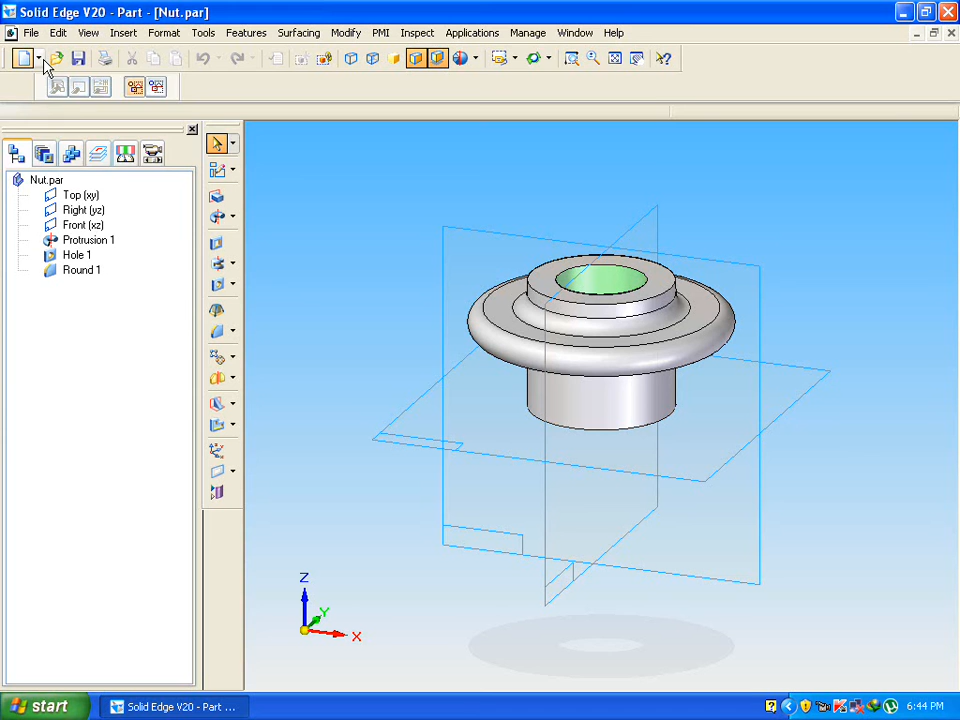 Solid Edge V20 - Part - [Nut.par]
File Edit View Insert Format Tools Features Surfacing Modify PMI Inspect Applications Manage Window Help
Nut.par
Top (xy)
Right (yz)
Front (xz)
Protrusion 1
Hole 1
Round 1
Z
Y
X
start
Solid Edge V20 - Part ...
6:44 PM